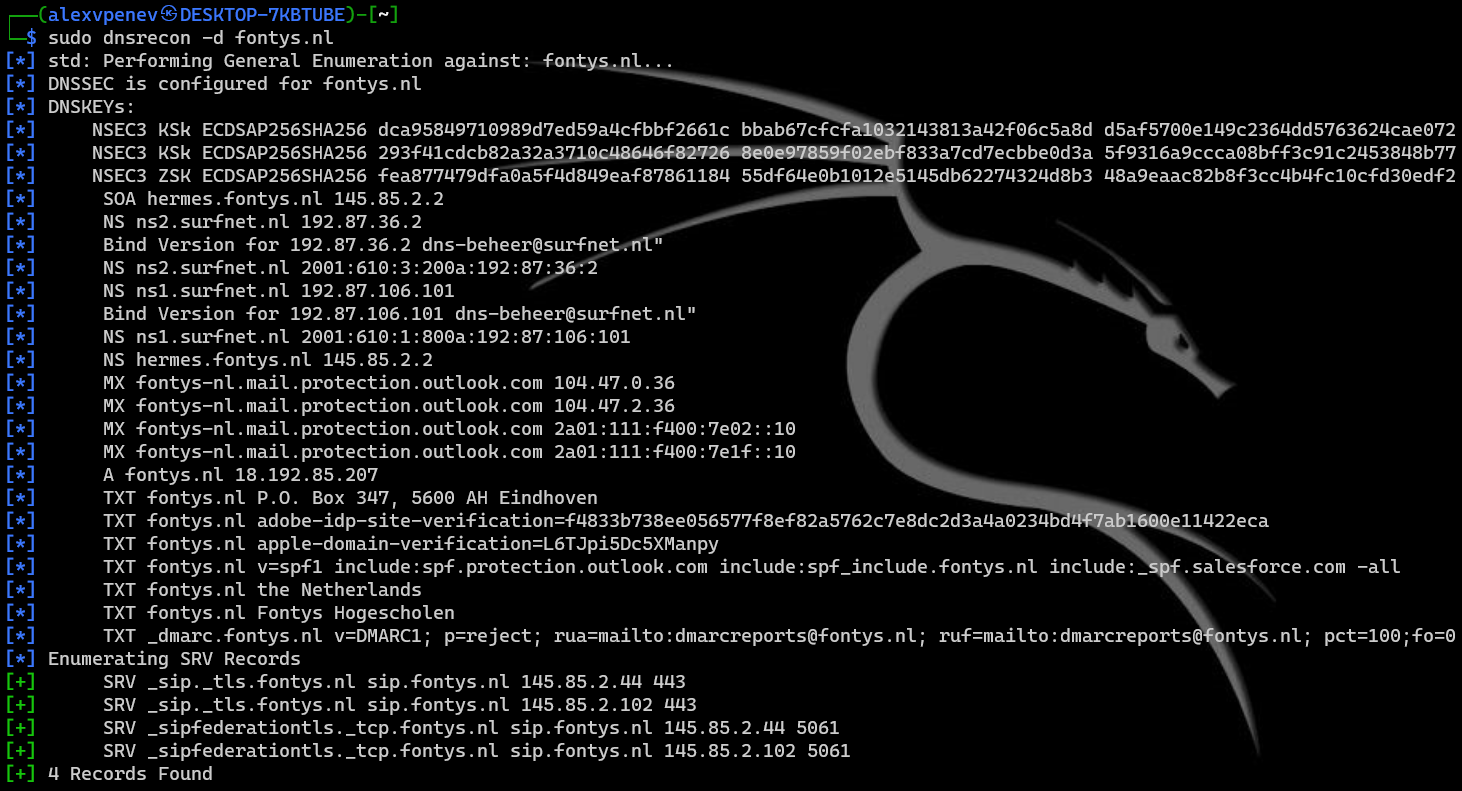 ┌──(alexvpenev㉿DESKTOP-7KBTUBE)-[~]
└─$ sudo dnsrecon -d fontys.nl
[*] std: Performing General Enumeration against: fontys.nl...
[*] DNSSEC is configured for fontys.nl
[*] DNSKEYs:
[*]     NSEC3 KSk ECDSAP256SHA256 dca95849710989d7ed59a4cfbbf2661c bbab67cfcfa1032143813a42f06c5a8d d5af5700e149c2364dd5763624cae072
[*]     NSEC3 KSk ECDSAP256SHA256 293f41cdcb82a32a3710c48646f82726 8e0e97859f02ebf833a7cd7ecbbe0d3a 5f9316a9ccca08bff3c91c2453848b77
[*]     NSEC3 ZSK ECDSAP256SHA256 fea877479dfa0a5f4d849eaf87861184 55df64e0b1012e5145db62274324d8b3 48a9eaac82b8f3cc4b4fc10cfd30edf2
[*]      SOA hermes.fontys.nl 145.85.2.2
[*]      NS ns2.surfnet.nl 192.87.36.2
[*]      Bind Version for 192.87.36.2 dns-beheer@surfnet.nl"
[*]      NS ns2.surfnet.nl 2001:610:3:200a:192:87:36:2
[*]      NS ns1.surfnet.nl 192.87.106.101
[*]      Bind Version for 192.87.106.101 dns-beheer@surfnet.nl"
[*]      NS ns1.surfnet.nl 2001:610:1:800a:192:87:106:101
[*]      NS hermes.fontys.nl 145.85.2.2
[*]      MX fontys-nl.mail.protection.outlook.com 104.47.0.36
[*]      MX fontys-nl.mail.protection.outlook.com 104.47.2.36
[*]      MX fontys-nl.mail.protection.outlook.com 2a01:111:f400:7e02::10
[*]      MX fontys-nl.mail.protection.outlook.com 2a01:111:f400:7e1f::10
[*]      A fontys.nl 18.192.85.207
[*]      TXT fontys.nl P.O. Box 347, 5600 AH Eindhoven
[*]      TXT fontys.nl adobe-idp-site-verification=f4833b738ee056577f8ef82a5762c7e8dc2d3a4a0234bd4f7ab1600e11422eca
[*]      TXT fontys.nl apple-domain-verification=L6TJpi5Dc5XManpy
[*]      TXT fontys.nl v=spf1 include:spf.protection.outlook.com include:spf_include.fontys.nl include:_spf.salesforce.com -all
[*]      TXT fontys.nl the Netherlands
[*]      TXT fontys.nl Fontys Hogescholen
[*]      TXT _dmarc.fontys.nl v=DMARC1; p=reject; rua=mailto:dmarcreports@fontys.nl; ruf=mailto:dmarcreports@fontys.nl; pct=100;fo=0
[*] Enumerating SRV Records
[+]      SRV _sip._tls.fontys.nl sip.fontys.nl 145.85.2.44 443
[+]      SRV _sip._tls.fontys.nl sip.fontys.nl 145.85.2.102 443
[+]      SRV _sipfederationtls._tcp.fontys.nl sip.fontys.nl 145.85.2.44 5061
[+]      SRV _sipfederationtls._tcp.fontys.nl sip.fontys.nl 145.85.2.102 5061
[+] 4 Records Found